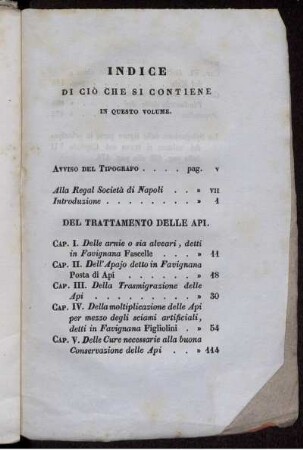 INDICE
DI CIÒ CHE SI CONTIENE
IN QUESTO VOLUME.
AVVISO DEL TIPOGRAFO . . . . pag. V
Alla Regal Società di Napoli . . » VII
Introduzione . . . . . . . . . » 1
DEL TRATTAMENTO DELLE API.
CAP. I. Delle arnie o sia alveari, detti
in Favignana Fascelle . . . . » 11
CAP. II. Dell'Apajo detto in Favignana
Posta di Api . . . . . . . . » 18
CAP. III. Della Trasmigrazione delle
Api . . . . . . . . . . . . » 30
CAP. IV. Della moltiplicazione delle Api
per mezzo degli sciami artificiali,
detti in Favignana Figliolini . . » 54
CAP. V. Delle Cure necessarie alla buona
Conservazione delle Api . . . » 114